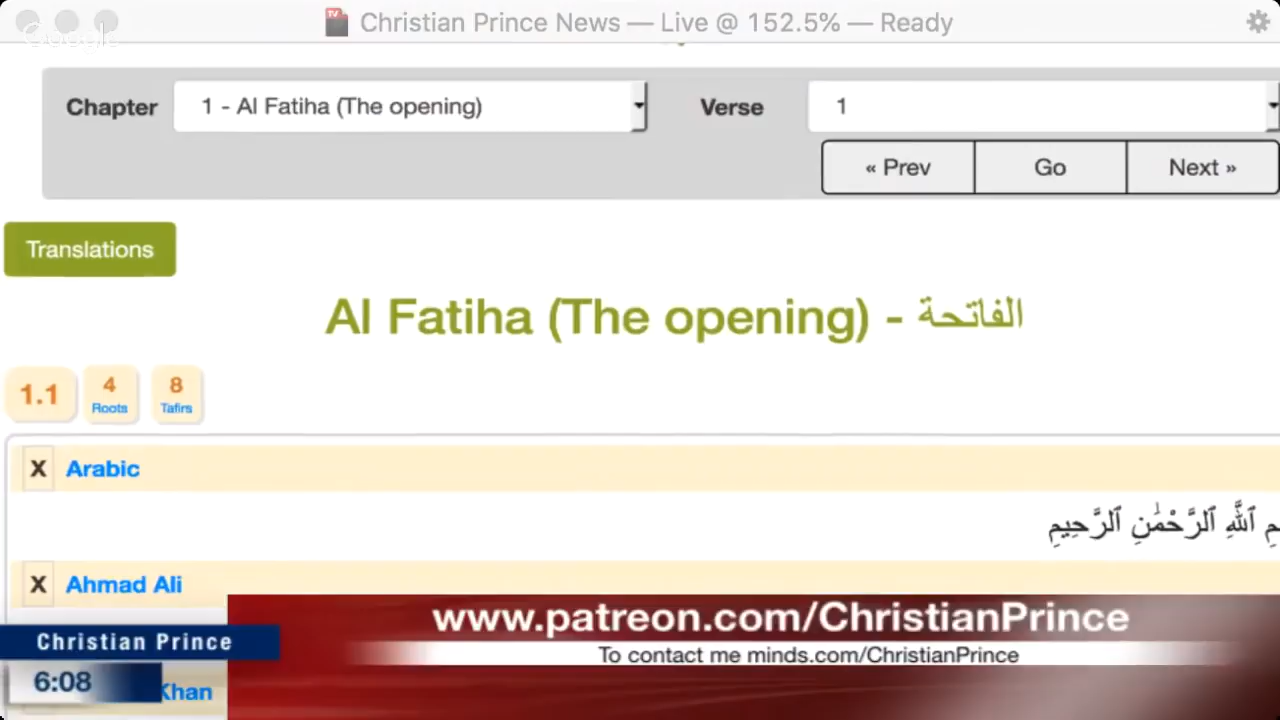 Christian Prince News — Live @ 152.5% — Ready
Google
Chapter 1 - Al Fatiha (The opening) Verse 1
« Prev Go Next »
Translations
Al Fatiha (The opening) - الفاتحة
1.1 4 Roots 8 Tafirs
X Arabic
ٱللَّهِ ٱلرَّحْمَٰنِ ٱلرَّحِيمِ
X Ahmad Ali
www.patreon.com/ChristianPrince
Christian Prince
To contact me minds.com/ChristianPrince
6:08
Khan